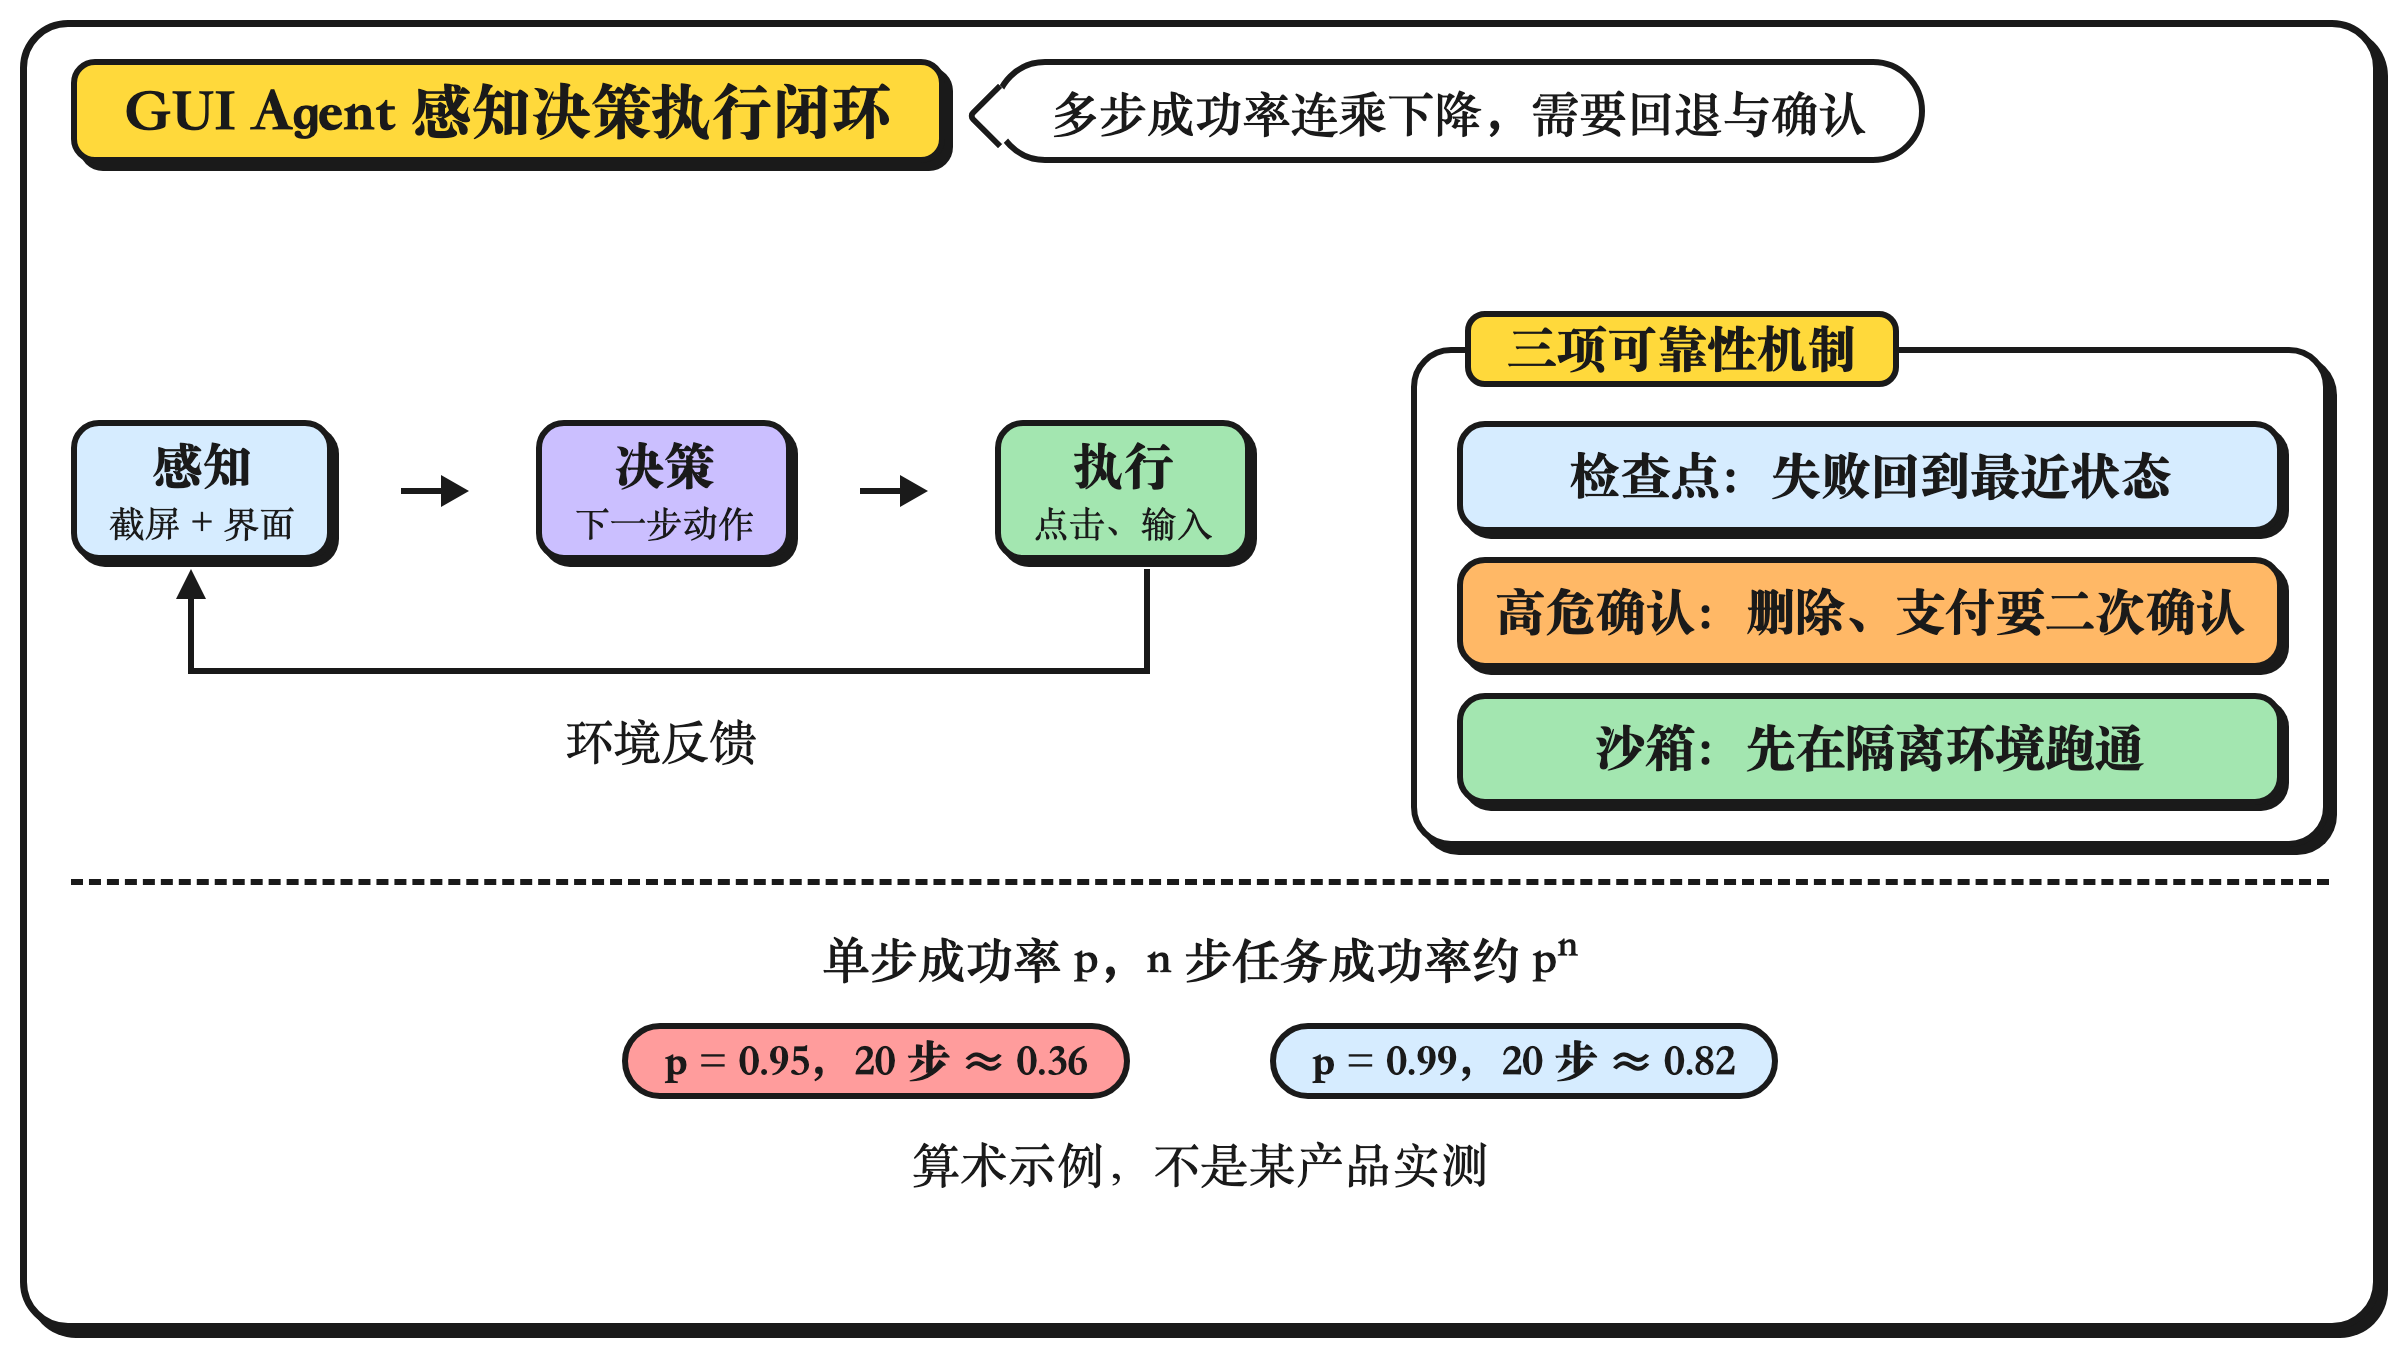 GUI Agent 感知决策执行闭环
多步成功率连乘下降，需要回退与确认
感知
截屏 + 界面
决策
下一步动作
执行
点击、输入
环境反馈
三项可靠性机制
检查点：失败回到最近状态
高危确认：删除、支付要二次确认
沙箱：先在隔离环境跑通
单步成功率 p，n 步任务成功率约 pⁿ
p = 0.95，20 步 ≈ 0.36
p = 0.99，20 步 ≈ 0.82
算术示例，不是某产品实测